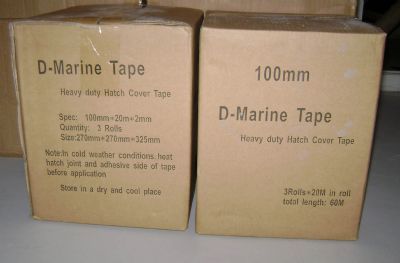 D-Marine Tape
Heavy duty Hatch Cover Tape
Spec: 100mm*20m*2mm
Quantity: 3 Rolls
Size:270mm*270mm*325mm
Note:In cold weather conditions.heat
hatch joint and adhesive side of tape
before application
Store in a dry and cool place
100mm
D-Marine Tape
Heavy duty Hatch Cover Tape
3Rolls*20M in roll
total length: 60M